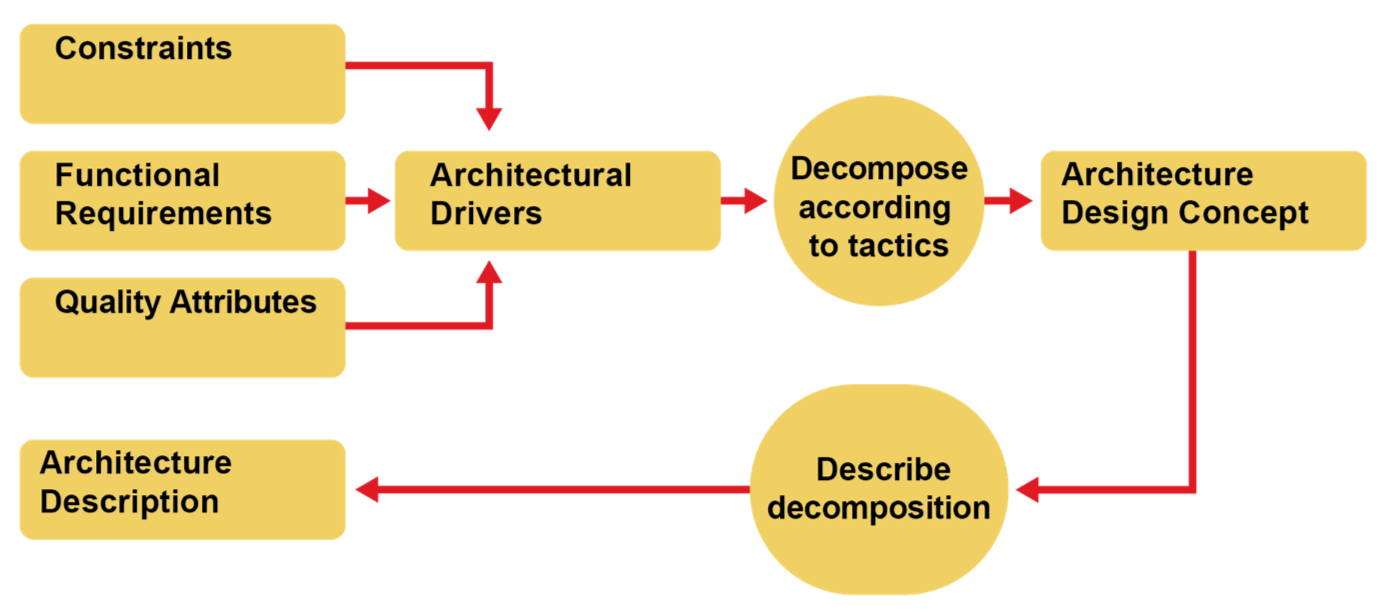 Constraints
Functional
Requirements
Quality Attributes
Architectural
Drivers
Decompose
according
to tactics
Architecture
Design Concept
Describe
decomposition
Architecture
Description